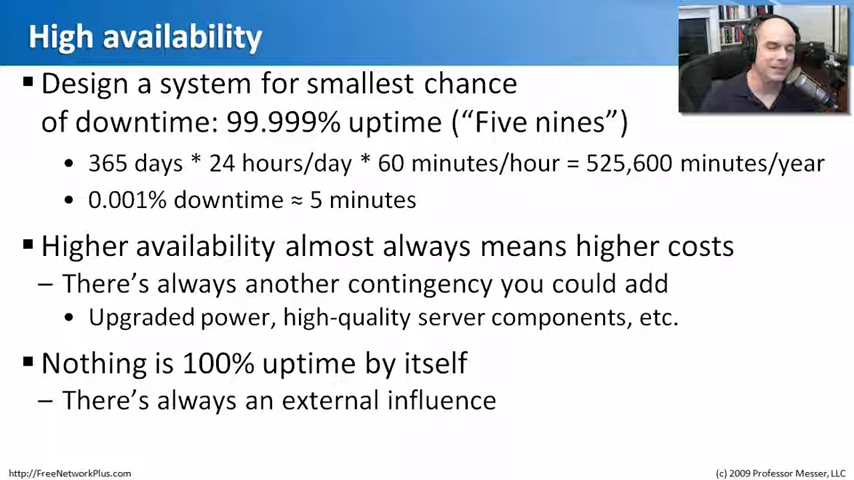 High availability
▪ Design a system for smallest chance
of downtime: 99.999% uptime (“Five nines”)
• 365 days * 24 hours/day * 60 minutes/hour = 525,600 minutes/year
• 0.001% downtime ≈ 5 minutes
▪ Higher availability almost always means higher costs
– There’s always another contingency you could add
• Upgraded power, high-quality server components, etc.
▪ Nothing is 100% uptime by itself
– There’s always an external influence
http://FreeNetworkPlus.com
(c) 2009 Professor Messer, LLC